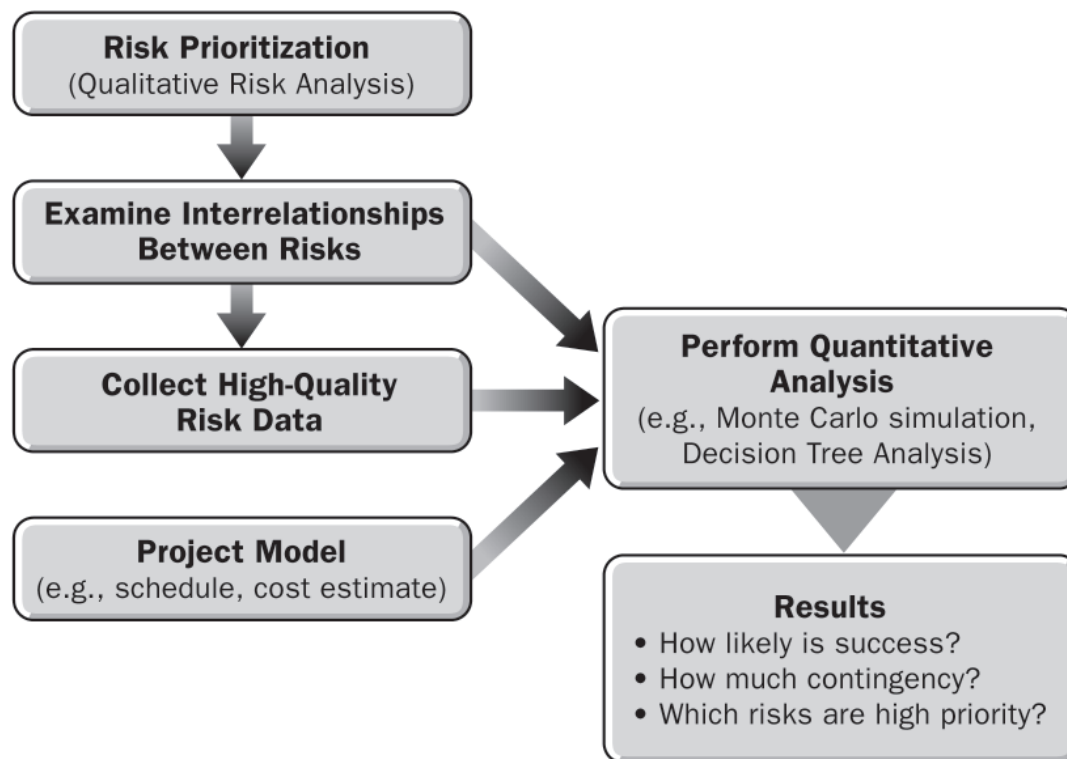 Risk Prioritization
(Qualitative Risk Analysis)
Examine Interrelationships
Between Risks
Collect High-Quality
Risk Data
Project Model
(e.g., schedule, cost estimate)
Perform Quantitative
Analysis
(e.g., Monte Carlo simulation,
Decision Tree Analysis)
Results
• How likely is success?
• How much contingency?
• Which risks are high priority?